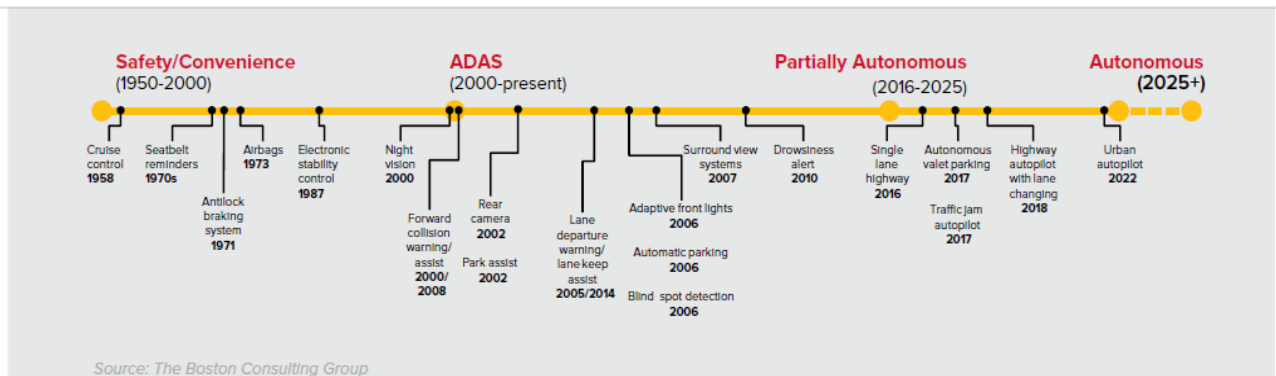 Safety/Convenience
(1950-2000)
ADAS
(2000-present)
Partially Autonomous
(2016-2025)
Autonomous
(2025+)
Cruise
control
1958
Seatbelt
reminders
1970s
Antilock
braking
system
1971
Airbags
1973
Electronic
stability
control
1987
Night
vision
2000
Forward
collision
warning/
assist
2000/
2008
Rear
camera
2002
Park assist
2002
Lane
departure
warning/
lane keep
assist
2005/2014
Adaptive front lights
2006
Automatic parking
2006
Blind spot detection
2006
Surround view
systems
2007
Drowsiness
alert
2010
Single
lane
highway
2016
Autonomous
valet parking
2017
Traffic jam
autopilot
2017
Highway
autopilot
with lane
changing
2018
Urban
autopilot
2022
Source: The Boston Consulting Group